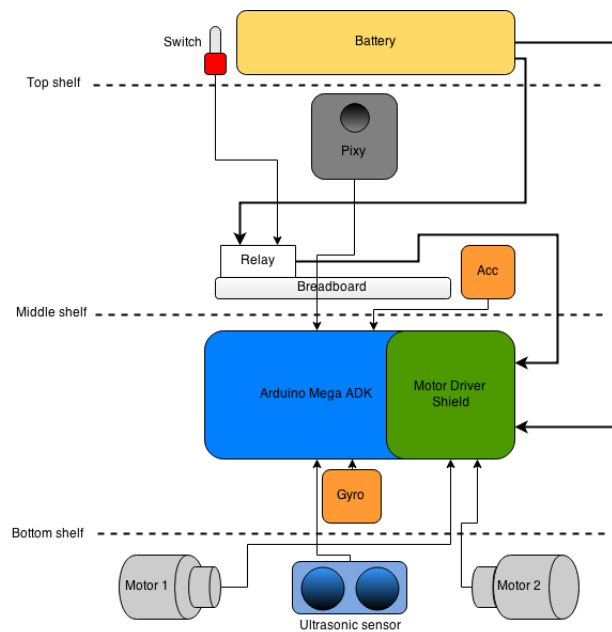 Switch
Battery
Top shelf
Pixy
Relay
Acc
Breadboard
Middle shelf
Arduino Mega ADK
Motor Driver
Shield
Gyro
Bottom shelf
Motor 1
Motor 2
Ultrasonic sensor